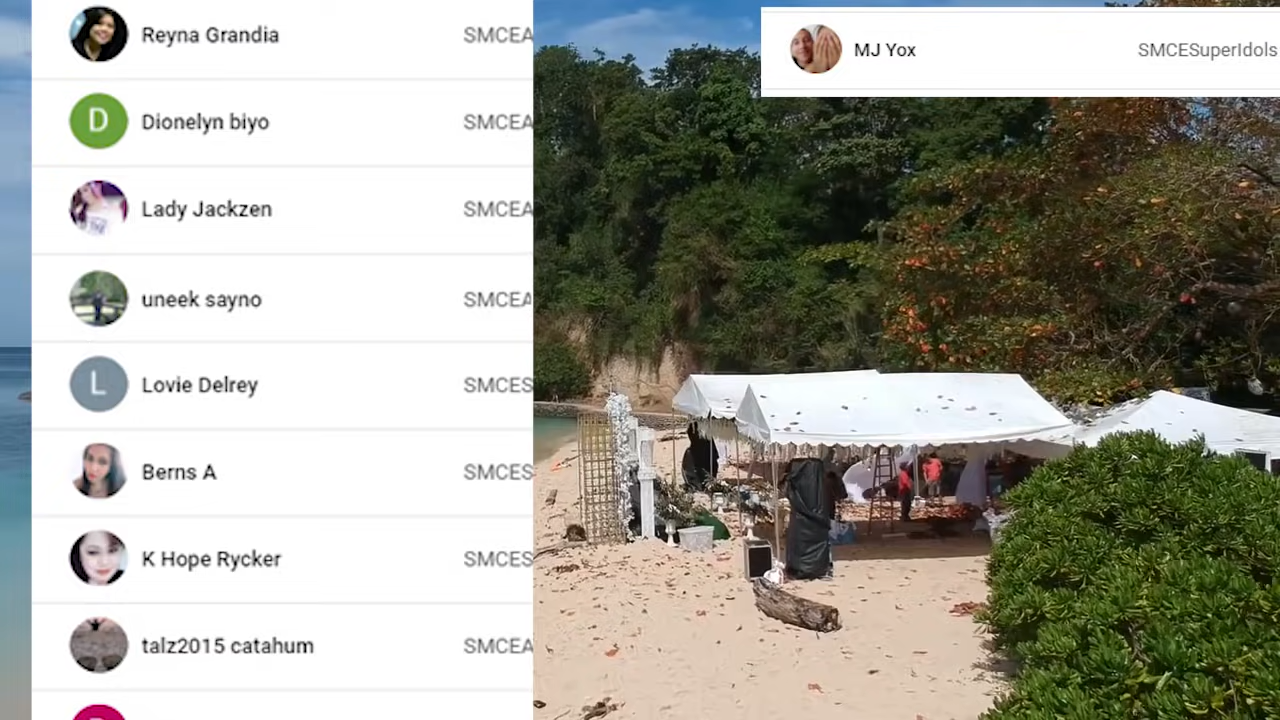 Reyna Grandia SMCEA
D Dionelyn biyo SMCEA
Lady Jackzen SMCEA
uneek sayno SMCEA
L Lovie Delrey SMCES
Berns A SMCES
K Hope Rycker SMCES
talz2015 catahum SMCEA
MJ Yox SMCESuperIdols